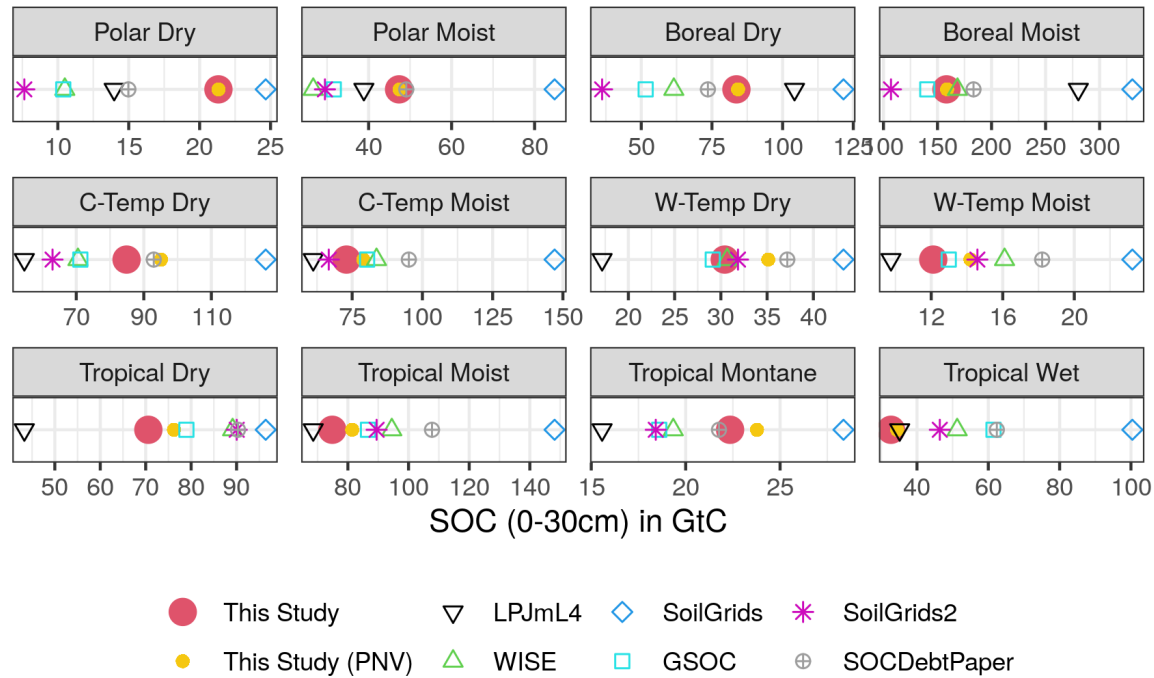 Polar Dry Polar Moist Boreal Dry Boreal Moist
10 15 20 25 40 60 80 50 75 100 125 100 150 200 250 300
C-Temp Dry C-Temp Moist W-Temp Dry W-Temp Moist
70 90 110 75 100 125 150 20 25 30 35 40 12 16 20
Tropical Dry Tropical Moist Tropical Montane Tropical Wet
50 60 70 80 90 80 100 120 140 15 20 25 40 60 80 100
SOC (0-30cm) in GtC
This Study LPJmL4 SoilGrids SoilGrids2
This Study (PNV) WISE GSOC SOCDebtPaper